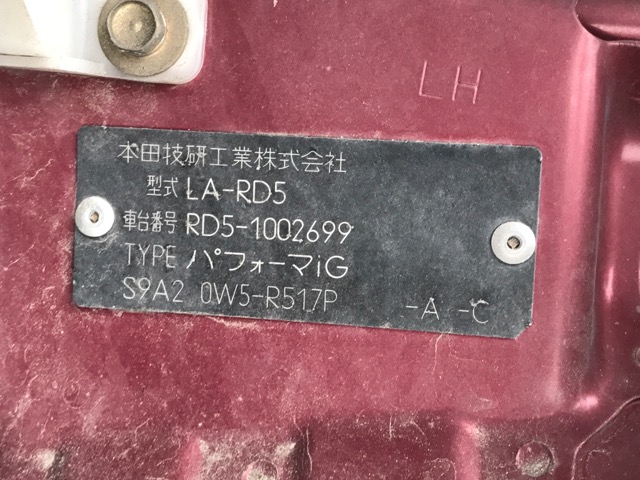 LH
本田技研工業株式会社
型式 LA-RD5
車台番号 RD5-1002699
TYPE パフォーマiG
S9A2 0W5-R517P -A -C